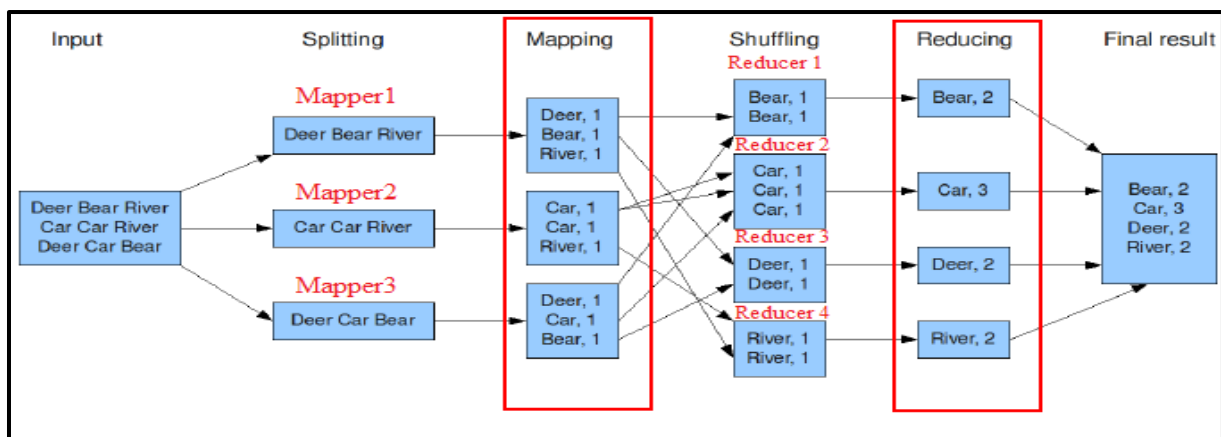 Input
Splitting
Mapping
Shuffling
Reducing
Final result
Mapper1
Deer Bear River
Mapper2
Car Car River
Mapper3
Deer Car Bear
Deer Bear River
Car Car River
Deer Car Bear
Deer, 1
Bear, 1
River, 1
Car, 1
Car, 1
River, 1
Deer, 1
Car, 1
Bear, 1
Reducer 1
Bear, 1
Bear, 1
Reducer 2
Car, 1
Car, 1
Car, 1
Reducer 3
Deer, 1
Deer, 1
Reducer 4
River, 1
River, 1
Bear, 2
Car, 3
Deer, 2
River, 2
Bear, 2
Car, 3
Deer, 2
River, 2